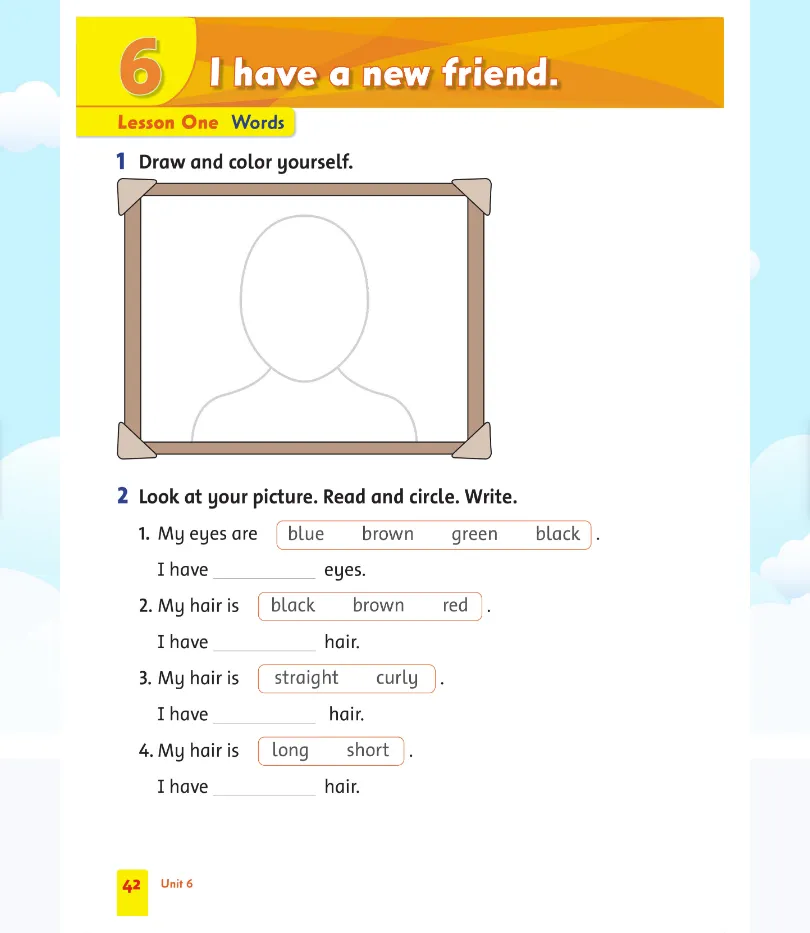 6 I have a new friend.
Lesson One Words
1 Draw and color yourself.
2 Look at your picture. Read and circle. Write.
1. My eyes are blue brown green black .
I have __________ eyes.
2. My hair is black brown red .
I have __________ hair.
3. My hair is straight curly .
I have __________ hair.
4. My hair is long short .
I have __________ hair.
42 Unit 6